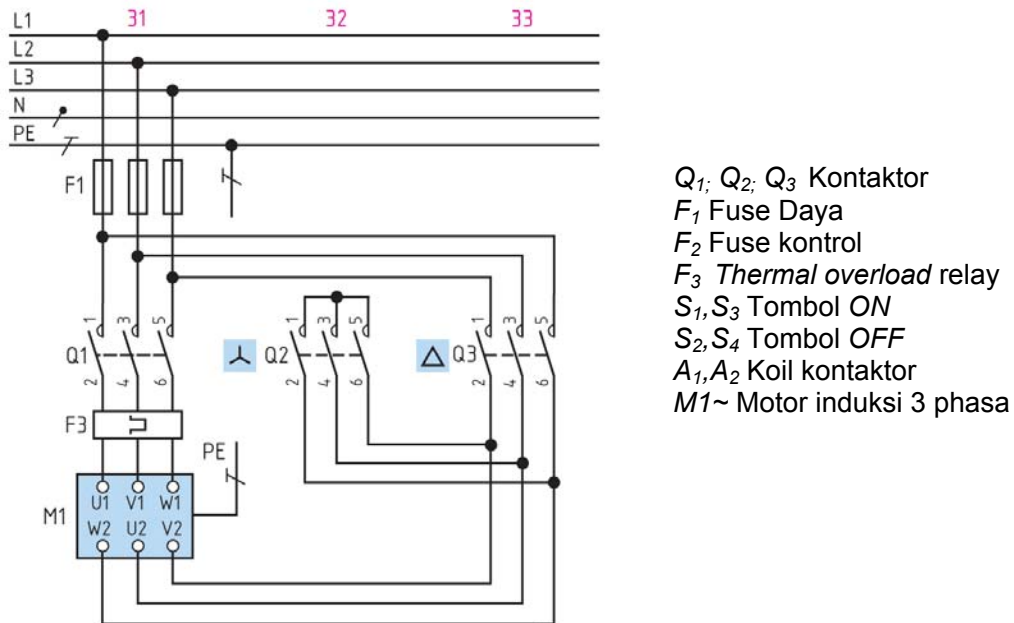 L1 31 32 33
L2
L3
N
PE
F1
1 3 5 1 3 5 1 3 5
Q1 Q2 Q3
2 4 6 2 4 6 2 4 6
F3
PE
U1 V1 W1
M1
W2 U2 V2
Q1; Q2; Q3 Kontaktor
F1 Fuse Daya
F2 Fuse kontrol
F3 Thermal overload relay
S1,S3 Tombol ON
S2,S4 Tombol OFF
A1,A2 Koil kontaktor
M1~ Motor induksi 3 phasa